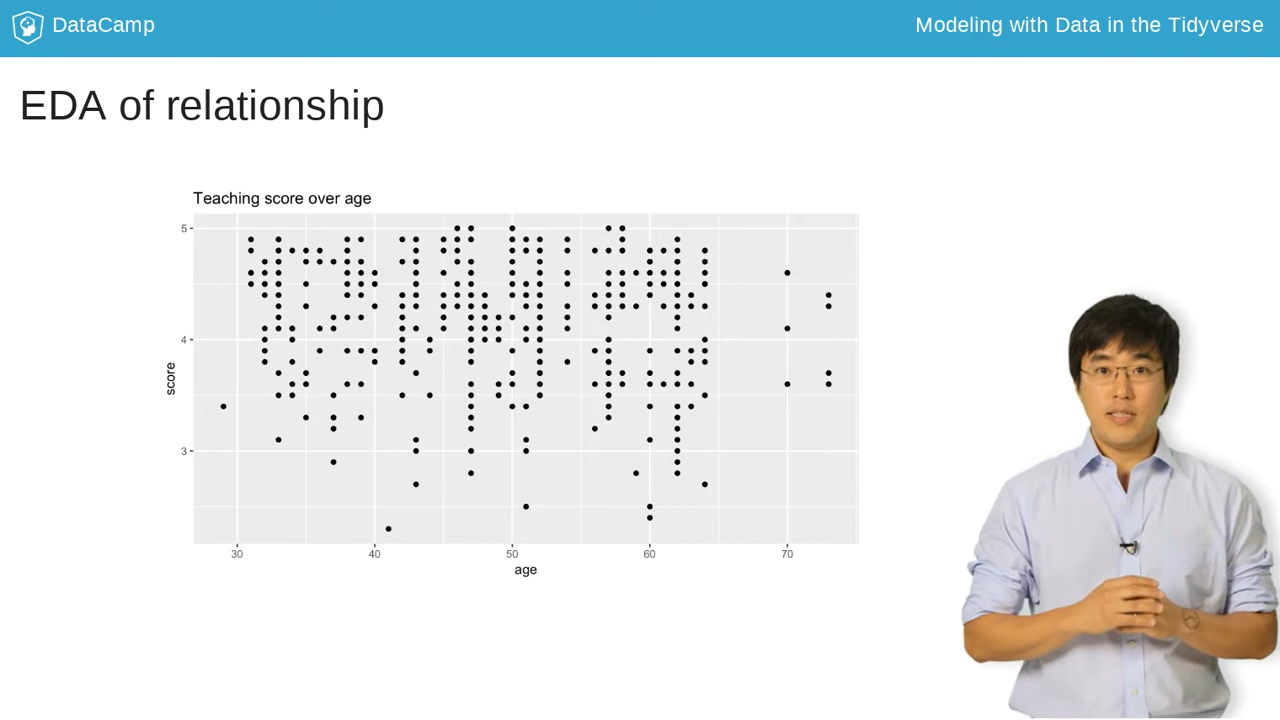 DataCamp
Modeling with Data in the Tidyverse
EDA of relationship
Teaching score over age
5
4
3
score
30 40 50 60 70
age